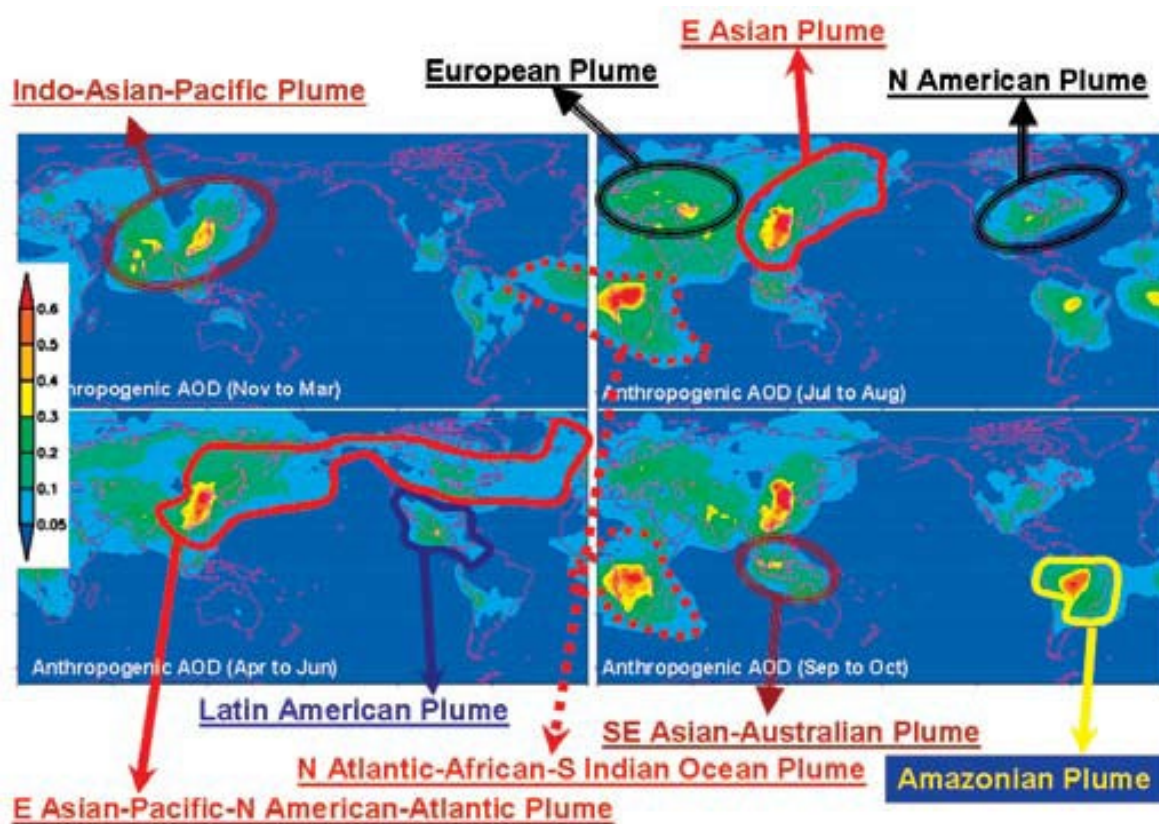 E Asian Plume
European Plume
N American Plume
Indo-Asian-Pacific Plume
0.6
0.5
0.4
0.3
0.2
0.1
0.05
hropogenic AOD (Nov to Mar)
Anthropogenic AOD (Jul to Aug)
Anthropogenic AOD (Apr to Jun)
Anthropogenic AOD (Sep to Oct)
Latin American Plume
SE Asian-Australian Plume
N Atlantic-African-S Indian Ocean Plume
Amazonian Plume
E Asian-Pacific-N American-Atlantic Plume